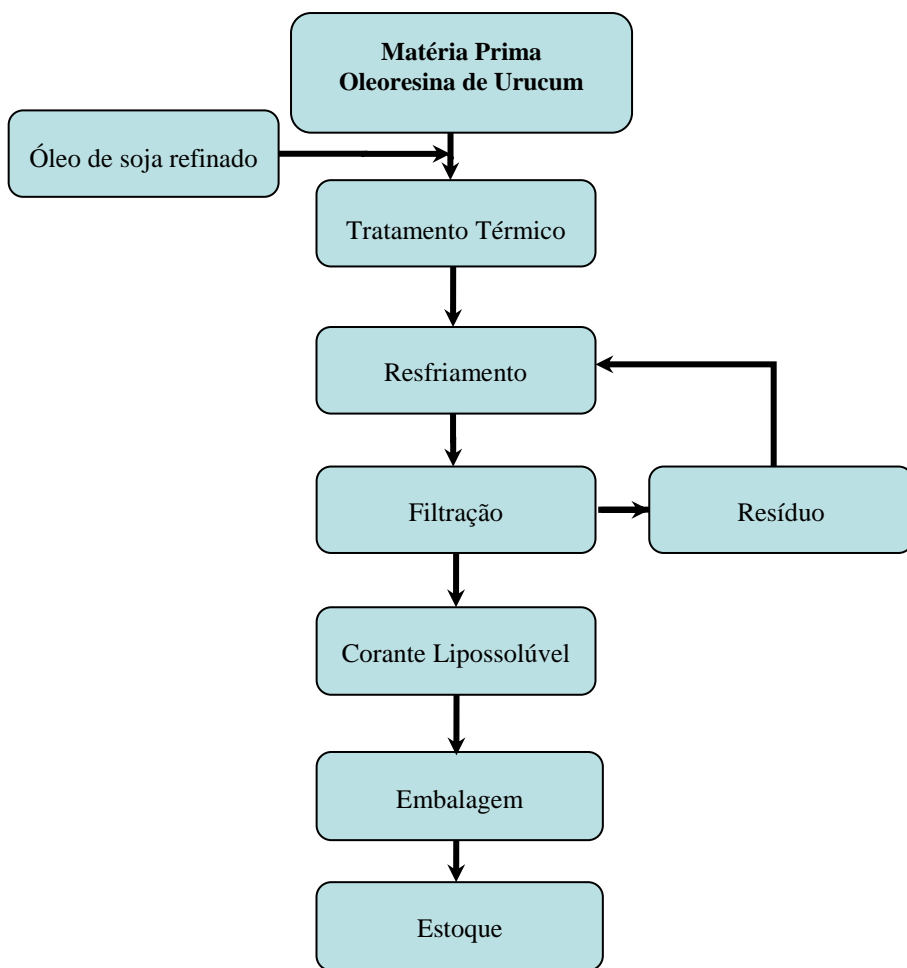 Matéria Prima
Oleoresina de Urucum
Óleo de soja refinado
Tratamento Térmico
Resfriamento
Filtração
Resíduo
Corante Lipossolúvel
Embalagem
Estoque